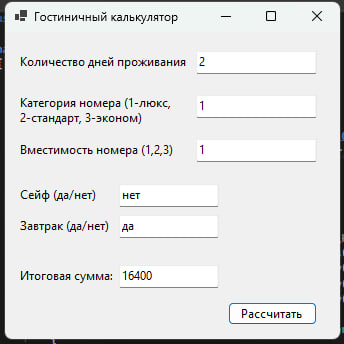 Гостиничный калькулятор
Количество дней проживания 2
Категория номера (1-люкс, 1
2-стандарт, 3-эконом)
Вместимость номера (1,2,3) 1
Сейф (да/нет) нет
Завтрак (да/нет) да
Итоговая сумма: 16400
Рассчитать